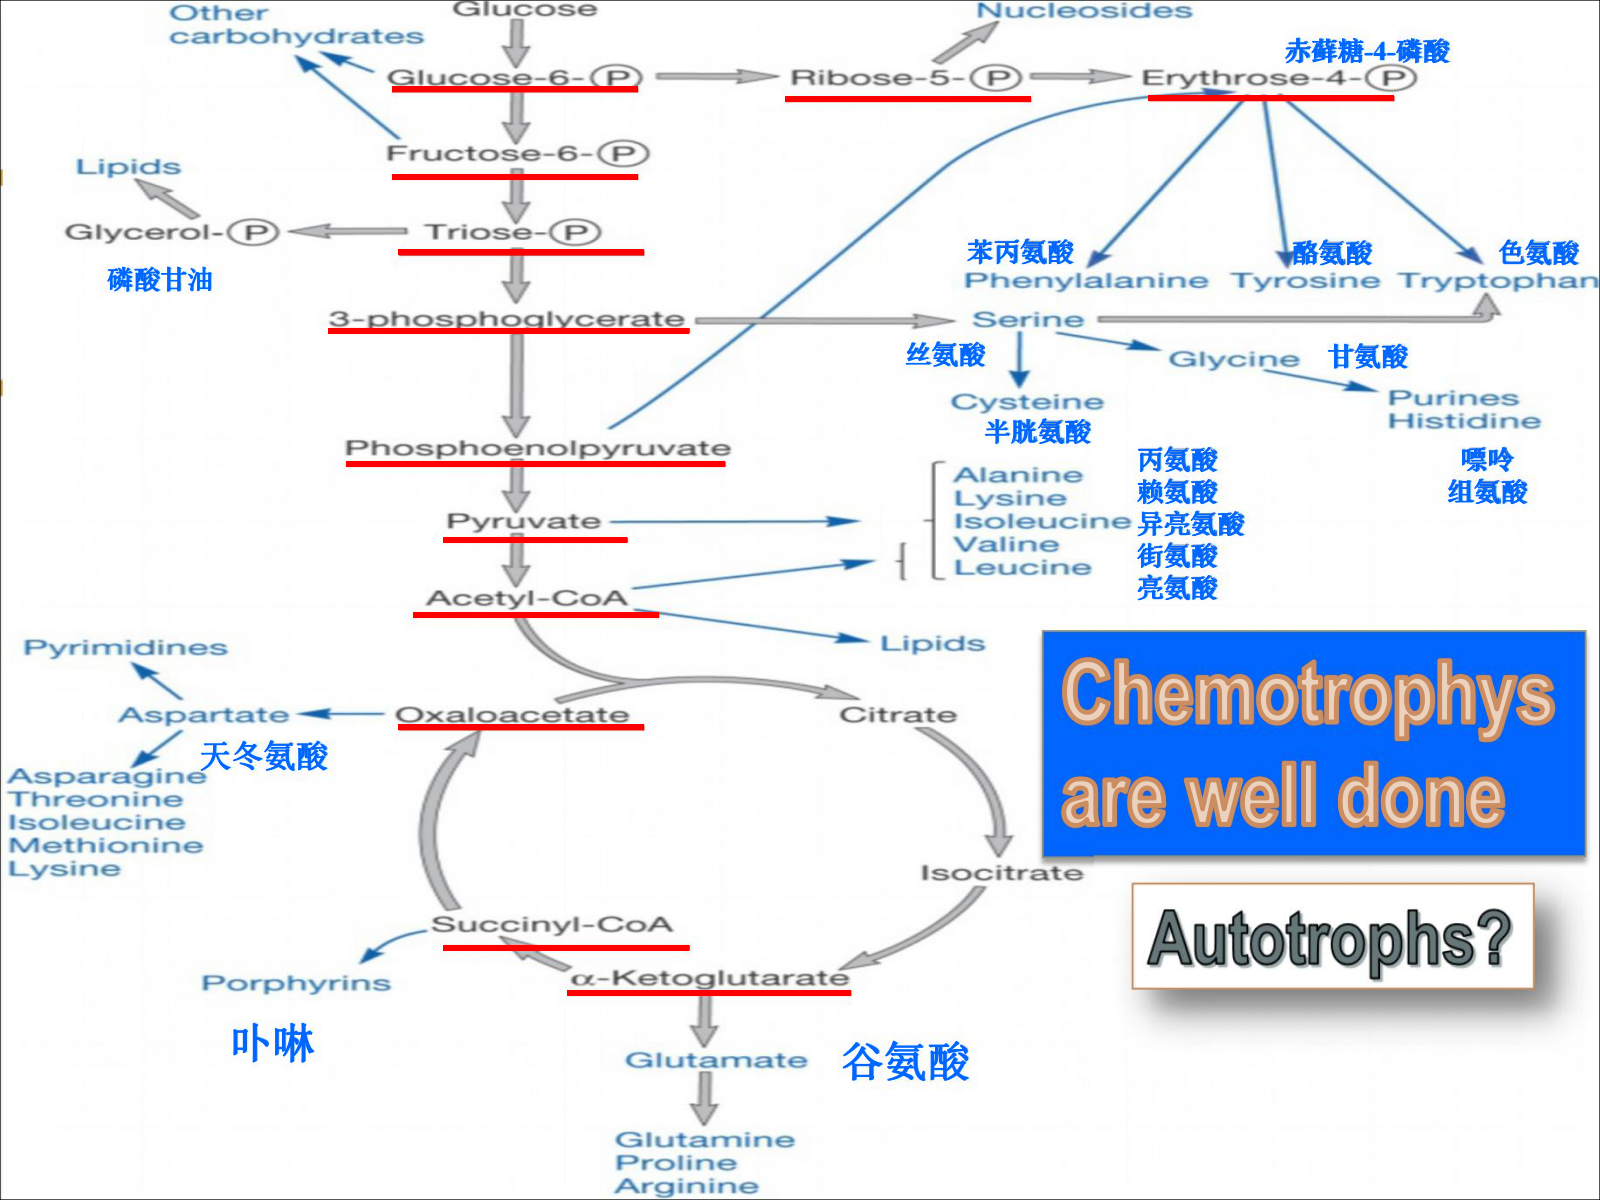 Glucose
Other
carbohydrates
Nucleosides
赤藓糖-4-磷酸
Glucose-6-P
Ribose-5-P
Erythrose-4-P
Fructose-6-P
Lipids
Glycerol-P
Triose-P
磷酸甘油
苯丙氨酸
酪氨酸
色氨酸
Phenylalanine
Tyrosine
Tryptophan
3-phosphoglycerate
Serine
丝氨酸
Glycine
甘氨酸
Cysteine
半胱氨酸
Purines
Histidine
嘌呤
组氨酸
Phosphoenolpyruvate
Pyruvate
Alanine
Lysine
Isoleucine
Valine
Leucine
丙氨酸
赖氨酸
异亮氨酸
街氨酸
亮氨酸
Acetyl-CoA
Lipids
Pyrimidines
Aspartate
天冬氨酸
Oxaloacetate
Citrate
Asparagine
Threonine
Isoleucine
Methionine
Lysine
Isocitrate
Succinyl-CoA
Porphyrins
卟啉
α-Ketoglutarate
Glutamate
谷氨酸
Glutamine
Proline
Arginine
Chemotrophys
are well done
Autotrophs?